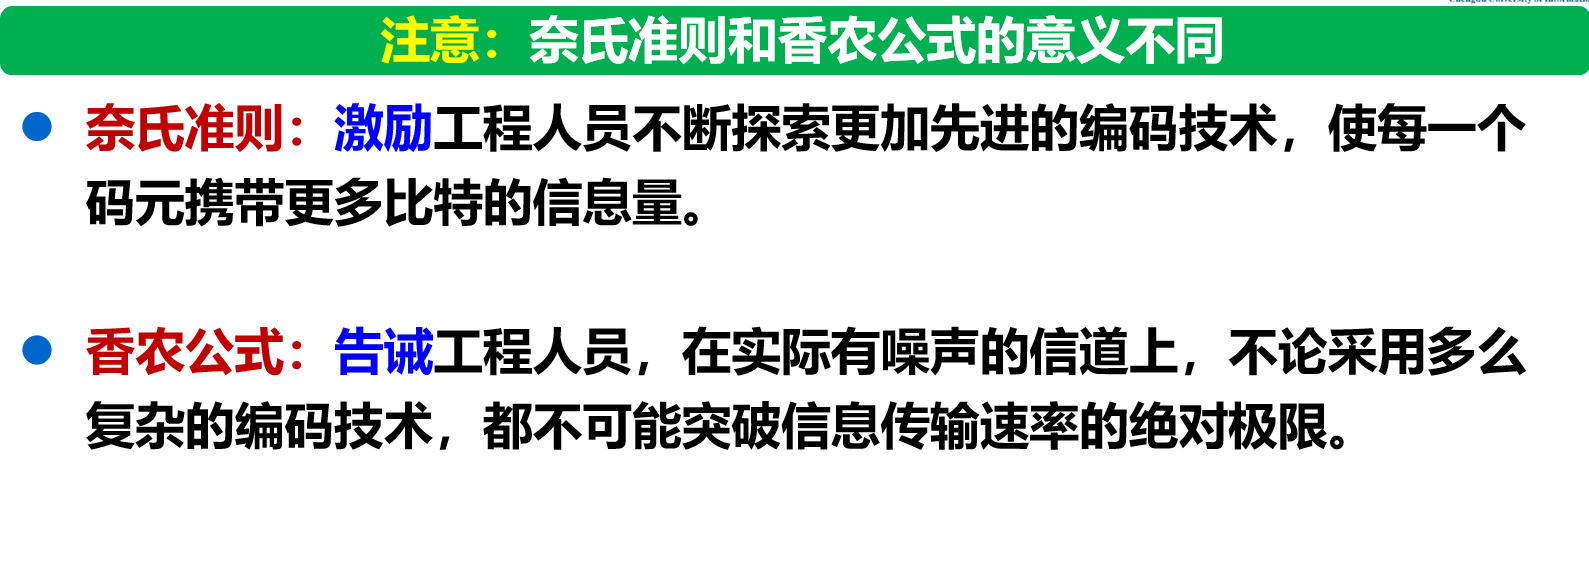 注意：奈氏准则和香农公式的意义不同
奈氏准则：激励工程人员不断探索更加先进的编码技术，使每一个
码元携带更多比特的信息量。
香农公式：告诫工程人员，在实际有噪声的信道上，不论采用多么
复杂的编码技术，都不可能突破信息传输速率的绝对极限。